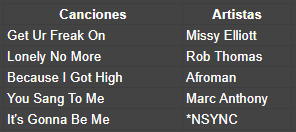 Canciones Artistas
Get Ur Freak On Missy Elliott
Lonely No More Rob Thomas
Because I Got High Afroman
You Sang To Me Marc Anthony
It's Gonna Be Me *NSYNC